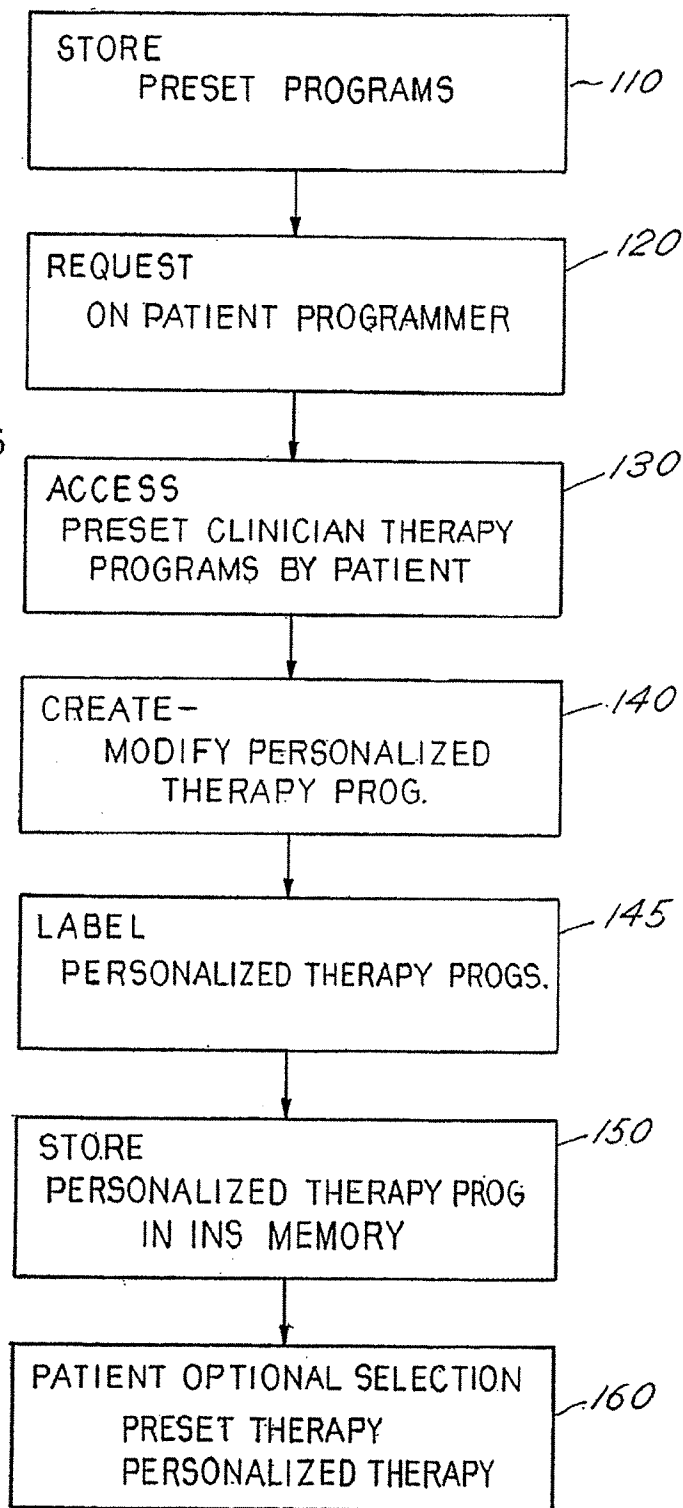 STORE
PRESET PROGRAMS
110
REQUEST
ON PATIENT PROGRAMMER
120
ACCESS
PRESET CLINICIAN THERAPY
PROGRAMS BY PATIENT
130
CREATE-
MODIFY PERSONALIZED
THERAPY PROG.
140
LABEL
PERSONALIZED THERAPY PROGS.
145
STORE
PERSONALIZED THERAPY PROG
IN INS MEMORY
150
PATIENT OPTIONAL SELECTION
PRESET THERAPY
PERSONALIZED THERAPY
160